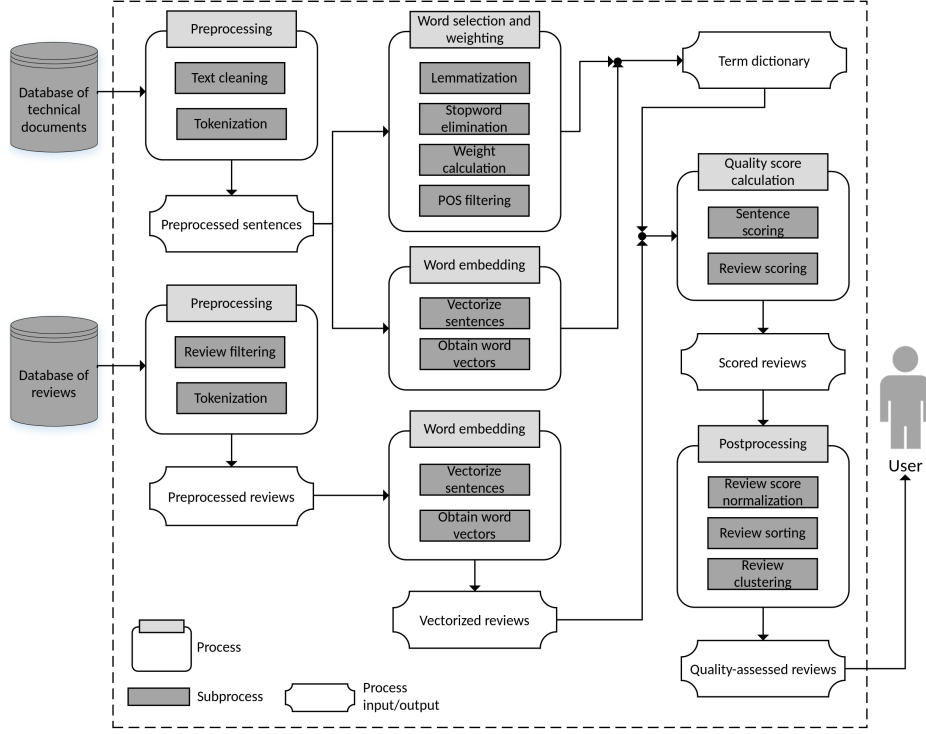 Database of
technical
documents
Preprocessing
Text cleaning
Tokenization
Preprocessed sentences
Word selection and
weighting
Lemmatization
Stopword
elimination
Weight
calculation
POS filtering
Term dictionary
Word embedding
Vectorize
sentences
Obtain word
vectors
Quality score
calculation
Sentence
scoring
Review scoring
Database of
reviews
Preprocessing
Review filtering
Tokenization
Preprocessed reviews
Word embedding
Vectorize
sentences
Obtain word
vectors
Vectorized reviews
Scored reviews
Postprocessing
Review score
normalization
Review sorting
Review
clustering
Quality-assessed reviews
User
Process
Subprocess
Process
input/output